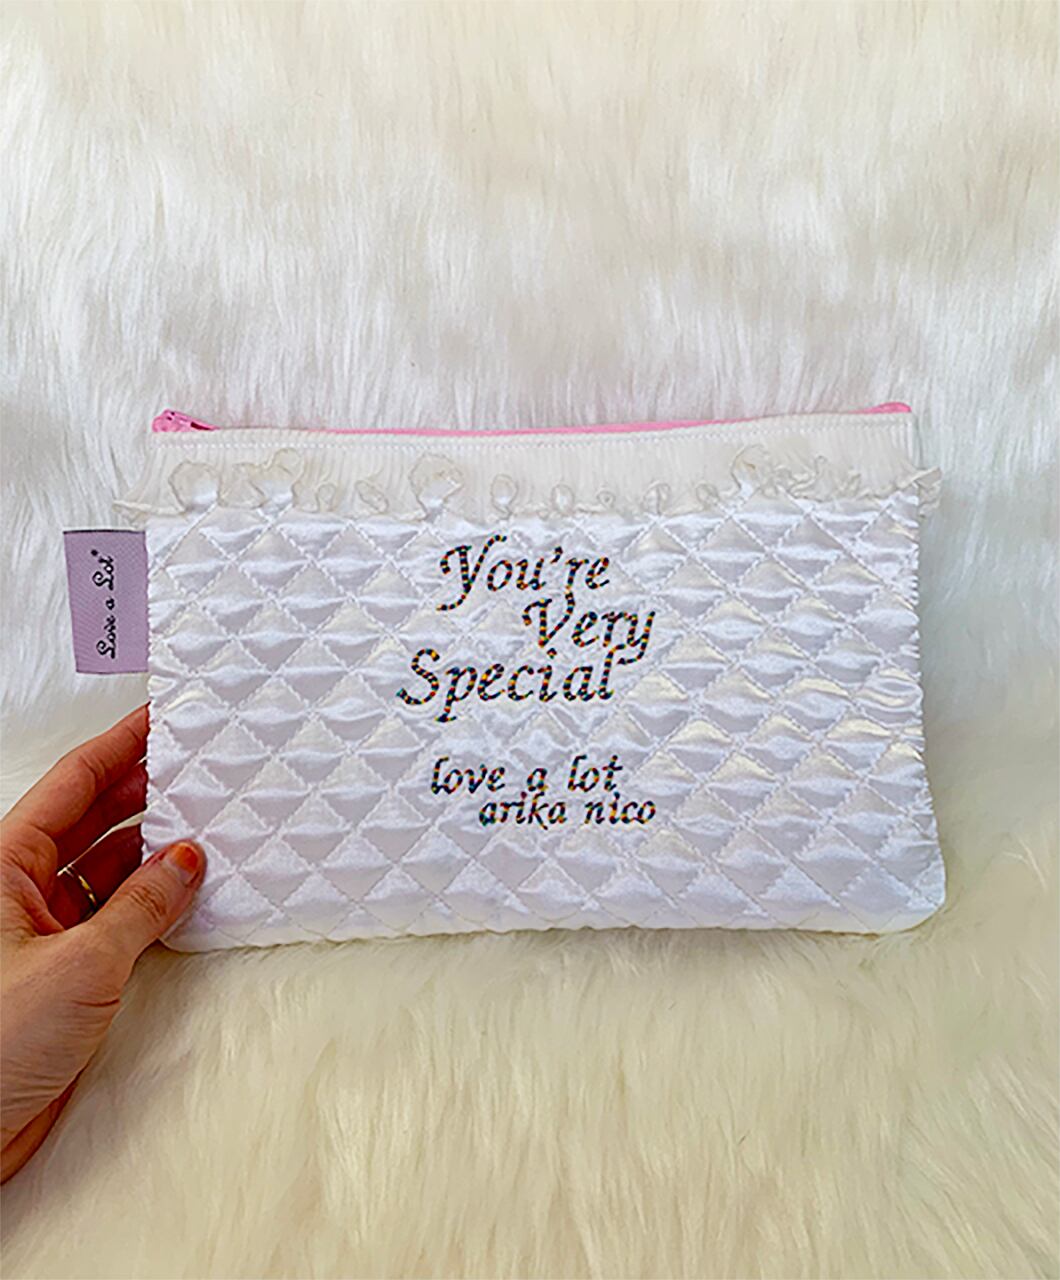 Love a Lot®
You're
Very
Special
love a lot
arika nico